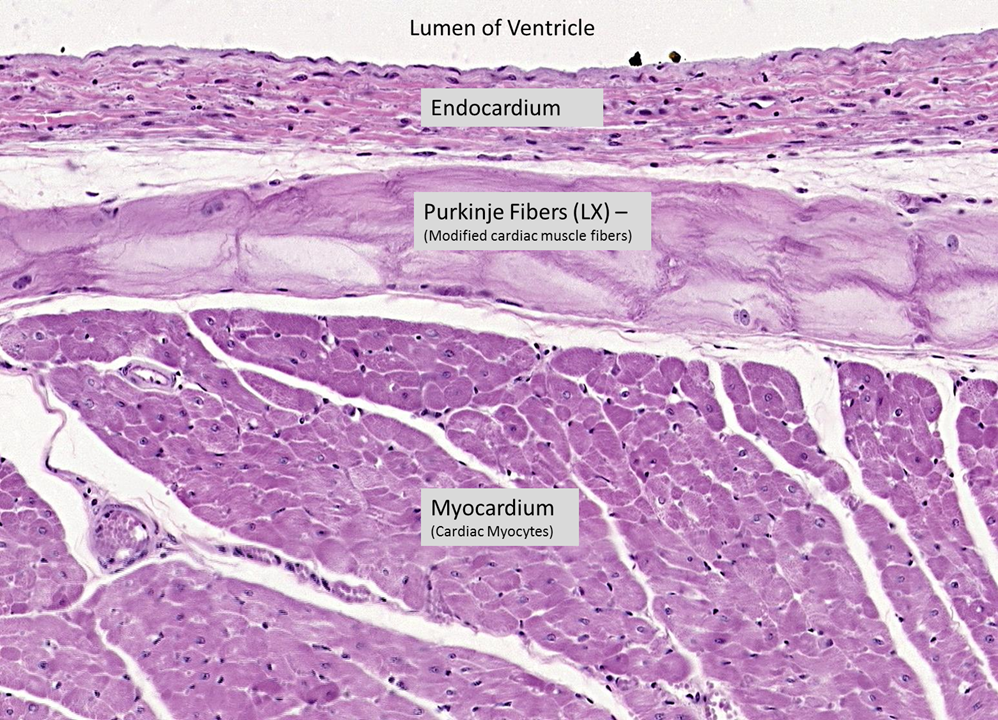 Lumen of Ventricle
Endocardium
Purkinje Fibers (LX) –
(Modified cardiac muscle fibers)
Myocardium
(Cardiac Myocytes)